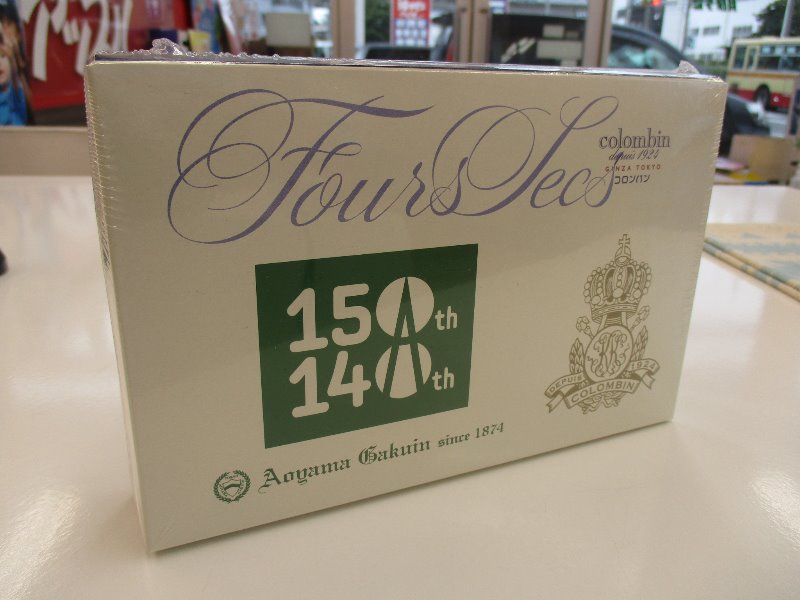 Fours Secs
colombin
depuis 1924
GINZA TOKYO
コロンバン
150th
140th
DEPUIS 1924
COLOMBIN
Aoyama Gakuin since 1874